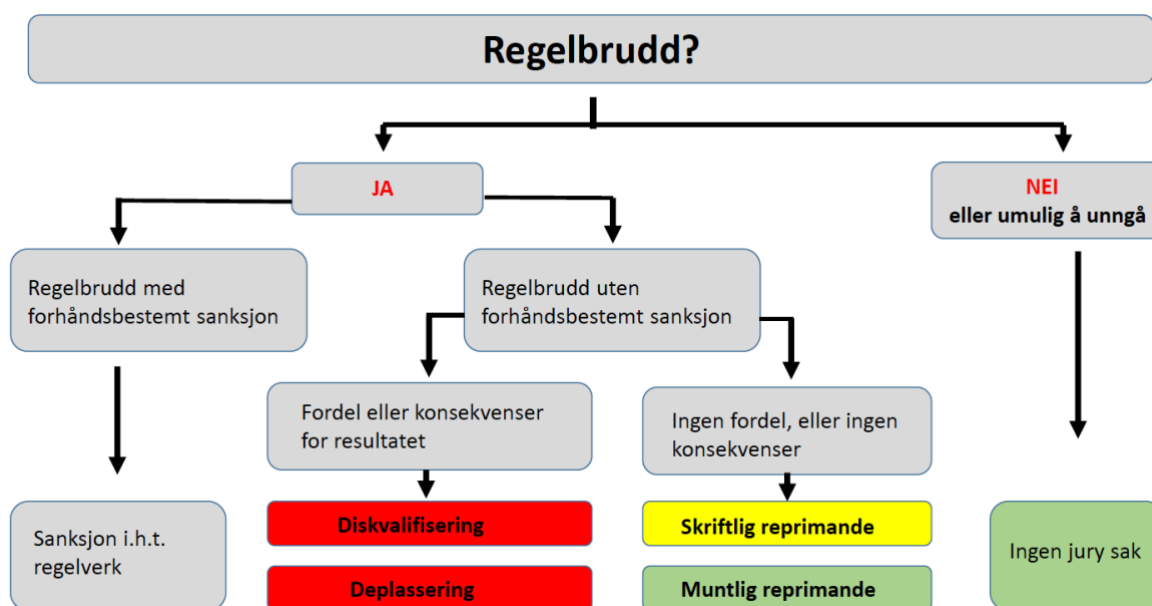 Regelbrudd?
JA
NEI
eller umulig å unngå
Regelbrudd med
forhåndsbestemt sanksjon
Regelbrudd uten
forhåndsbestemt sanksjon
Fordel eller konsekvenser
for resultatet
Ingen fordel, eller ingen
konsekvenser
Sanksjon i.h.t.
regelverk
Diskvalifisering
Deplassering
Skriftlig reprimande
Muntlig reprimande
Ingen jury sak